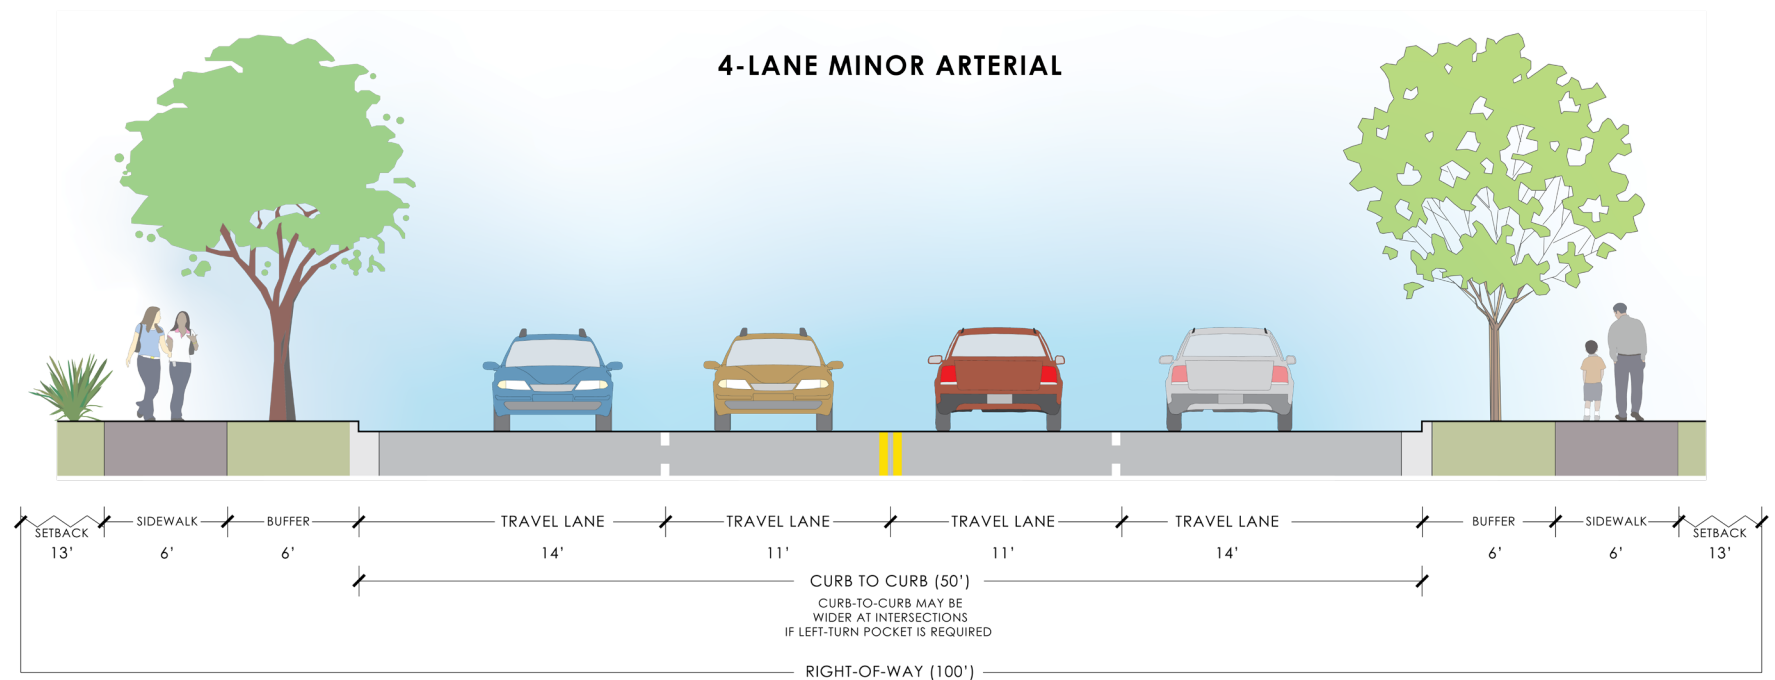 4-LANE MINOR ARTERIAL
SETBACK SIDEWALK BUFFER TRAVEL LANE TRAVEL LANE TRAVEL LANE TRAVEL LANE BUFFER SIDEWALK SETBACK
13' 6' 6' 14' 11' 11' 14' 6' 6' 13'
CURB TO CURB (50')
CURB-TO-CURB MAY BE
WIDER AT INTERSECTIONS
IF LEFT-TURN POCKET IS REQUIRED
RIGHT-OF-WAY (100')